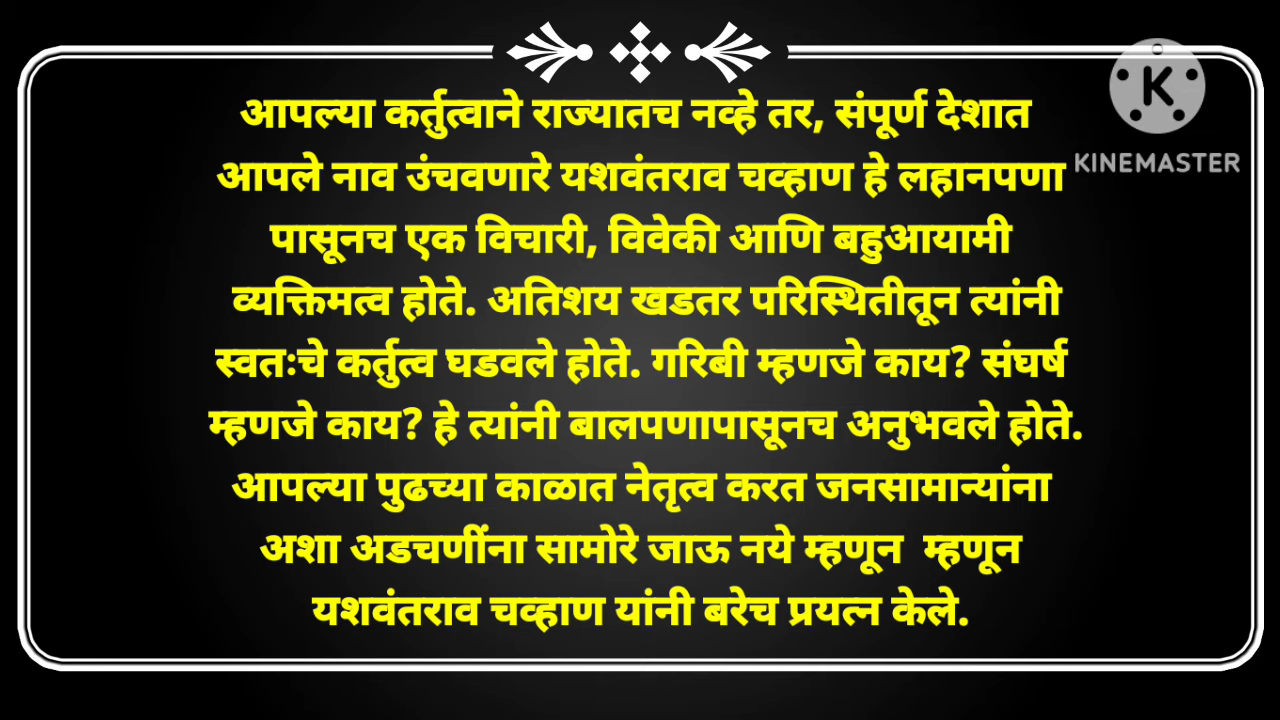 आपल्या कर्तुत्वाने राज्यातच नव्हे तर, संपूर्ण देशात
आपले नाव उंचवणारे यशवंतराव चव्हाण हे लहानपणा
पासूनच एक विचारी, विवेकी आणि बहुआयामी
व्यक्तिमत्व होते. अतिशय खडतर परिस्थितीतून त्यांनी
स्वतःचे कर्तुत्व घडवले होते. गरिबी म्हणजे काय? संघर्ष
म्हणजे काय? हे त्यांनी बालपणापासूनच अनुभवले होते.
आपल्या पुढच्या काळात नेतृत्व करत जनसामान्यांना
अशा अडचणींना सामोरे जाऊ नये म्हणून  म्हणून
यशवंतराव चव्हाण यांनी बरेच प्रयत्न केले.
K
KINEMASTER